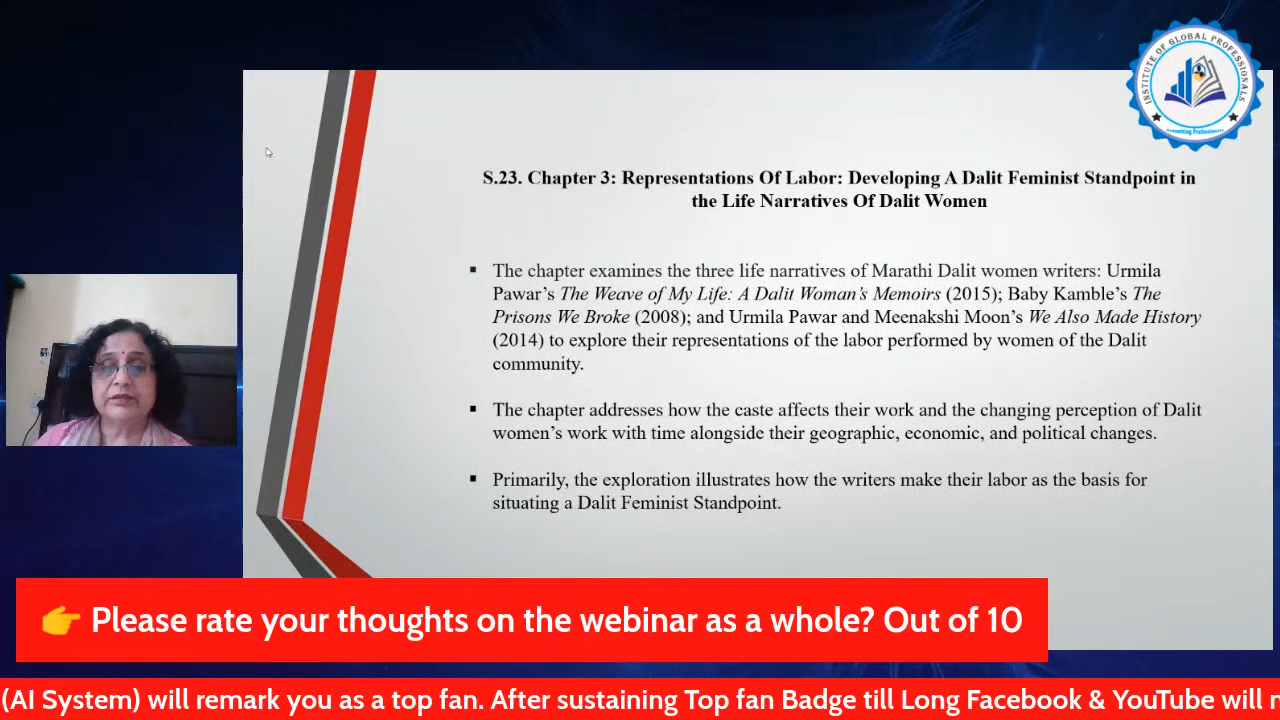 INSTITUTE OF GLOBAL PROFESSIONALS
Consulting Professionals
S.23. Chapter 3: Representations Of Labor: Developing A Dalit Feminist Standpoint in
the Life Narratives Of Dalit Women
▪ The chapter examines the three life narratives of Marathi Dalit women writers: Urmila
Pawar’s The Weave of My Life: A Dalit Woman’s Memoirs (2015); Baby Kamble’s The
Prisons We Broke (2008); and Urmila Pawar and Meenakshi Moon’s We Also Made History
(2014) to explore their representations of the labor performed by women of the Dalit
community.
▪ The chapter addresses how the caste affects their work and the changing perception of Dalit
women’s work with time alongside their geographic, economic, and political changes.
▪ Primarily, the exploration illustrates how the writers make their labor as the basis for
situating a Dalit Feminist Standpoint.
👉 Please rate your thoughts on the webinar as a whole? Out of 10
(AI System) will remark you as a top fan. After sustaining Top fan Badge till Long Facebook & YouTube will